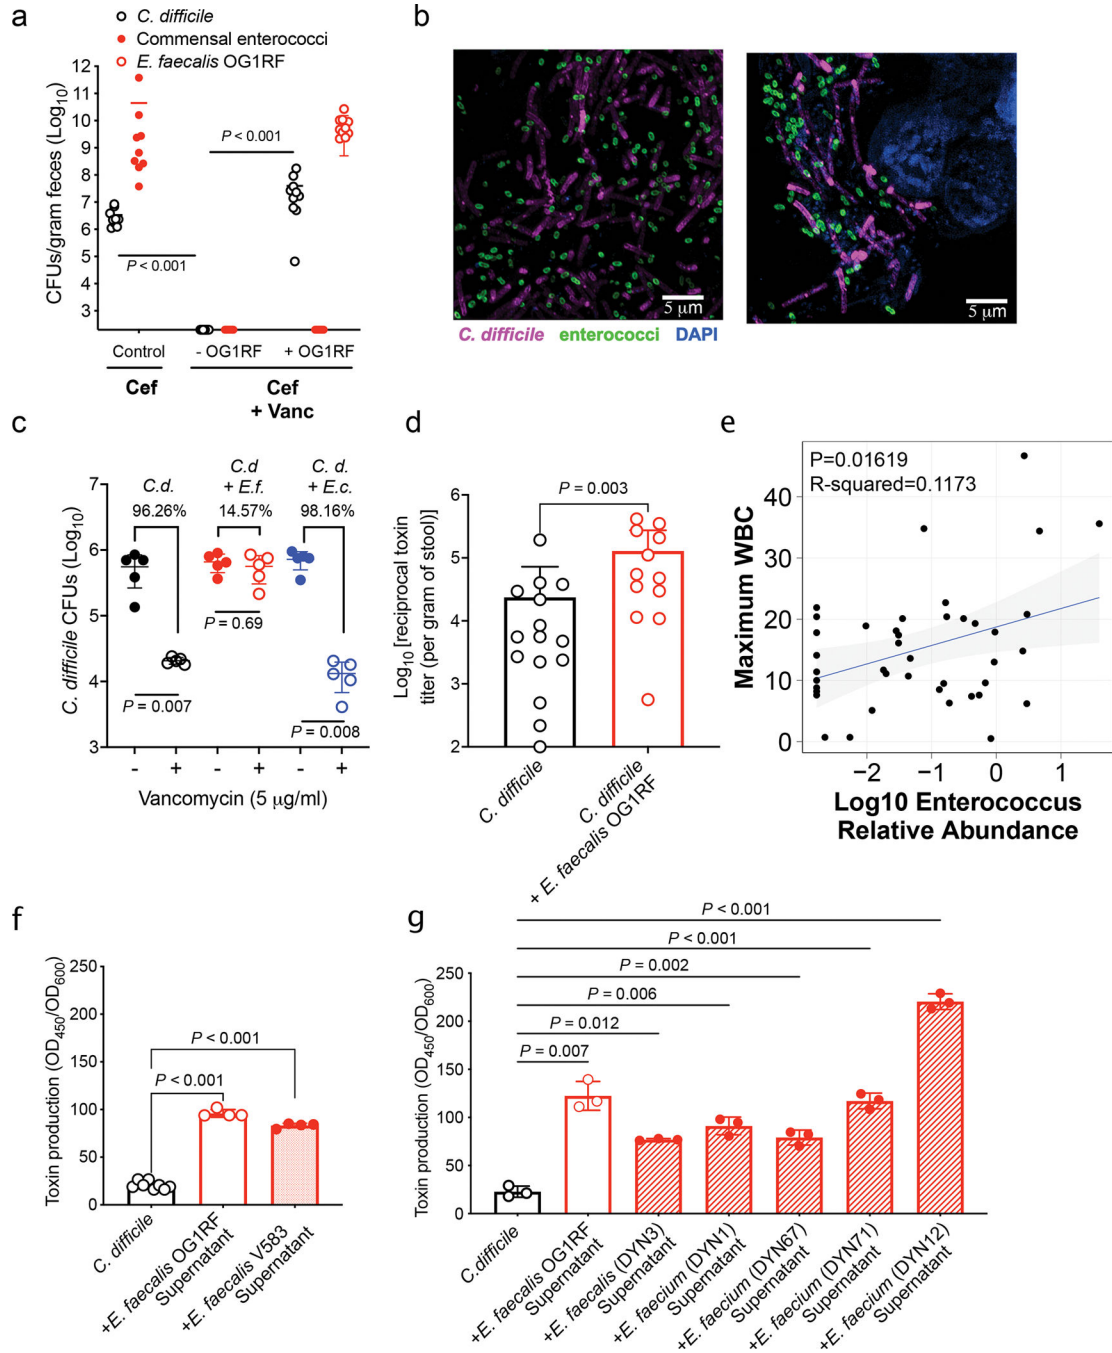 a
C. difficile
Commensal enterococci
E. faecalis OG1RF
CFUs/gram feces (Log10)
12
11
10
9
8
7
6
5
4
3
P < 0.001
P < 0.001
Control
- OG1RF
+ OG1RF
Cef
Cef
+ Vanc
b
5 μm
5 μm
C. difficile enterococci DAPI
c
C. difficile CFUs (Log10)
7
6
5
4
3
C.d.
96.26%
C.d
+ E.f.
14.57%
C. d.
+ E.c.
98.16%
P = 0.007
P = 0.69
P = 0.008
- + - + - +
Vancomycin (5 μg/ml)
d
Log10 [reciprocal toxin
titer (per gram of stool)]
6
5
4
3
2
P = 0.003
C. difficile
C. difficile
+ E. faecalis OG1RF
e
P=0.01619
R-squared=0.1173
Maximum WBC
40
30
20
10
0
−2 −1 0 1
Log10 Enterococcus
Relative Abundance
f
Toxin production (OD450/OD600)
250
200
150
100
50
0
P < 0.001
P < 0.001
C. difficile
+E. faecalis OG1RF
Supernatant
+E. faecalis V583
Supernatant
g
Toxin production (OD450/OD600)
250
200
150
100
50
0
P < 0.001
P < 0.001
P = 0.002
P = 0.006
P = 0.012
P = 0.007
C.difficile
+E. faecalis OG1RF
Supernatant
+E. faecalis (DYN3)
Supernatant
+E. faecium (DYN1)
Supernatant
+E. faecium (DYN67)
Supernatant
+E. faecium (DYN71)
Supernatant
+E. faecium (DYN12)
Supernatant